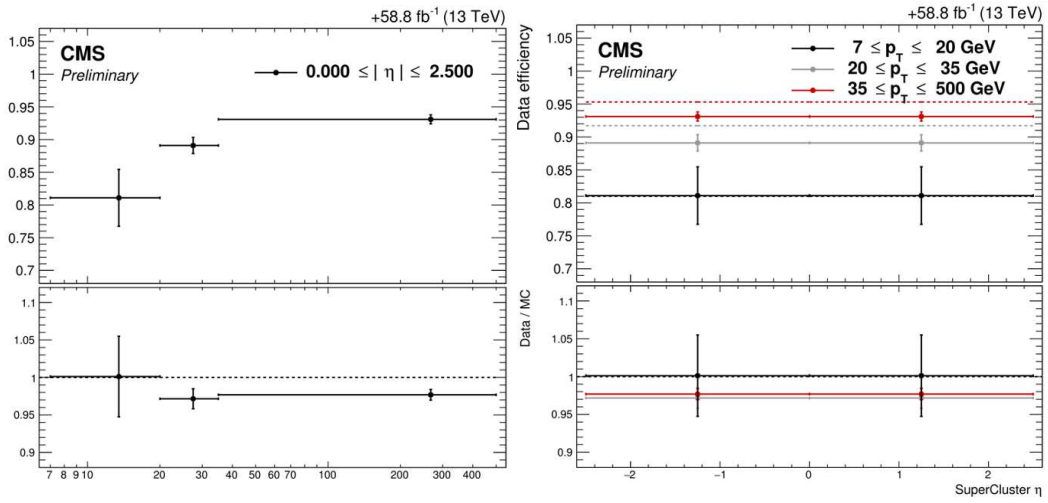 +58.8 fb⁻¹ (13 TeV)
CMS
Preliminary
0.000 ≤ | η | ≤ 2.500
1.05
1
0.95
0.9
0.85
0.8
0.75
0.7
1.1
1.05
1
0.95
0.9
7 8 9 10 20 30 40 50 60 70 100 200 300 400
+58.8 fb⁻¹ (13 TeV)
CMS
Preliminary
7 ≤ p_T ≤ 20 GeV
20 ≤ p_T ≤ 35 GeV
35 ≤ p_T ≤ 500 GeV
Data efficiency
1.05
1
0.95
0.9
0.85
0.8
0.75
0.7
Data / MC
1.1
1.05
1
0.95
0.9
−2 −1 0 1 2
SuperCluster η